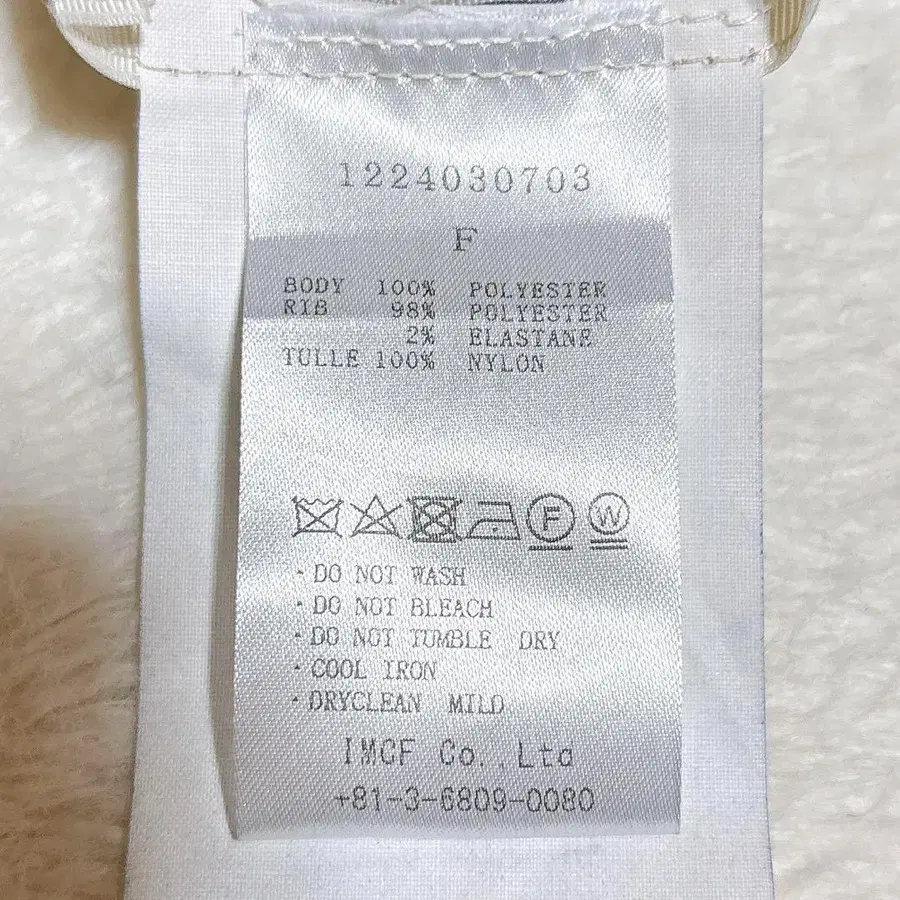 1224030703
F
BODY 100% POLYESTER
RIB 98% POLYESTER
2% ELASTANE
TULLE 100% NYLON
F W
· DO NOT WASH
· DO NOT BLEACH
· DO NOT TUMBLE DRY
· COOL IRON
· DRYCLEAN MILD
IMCF Co.,Ltd
+81-3-6809-0080